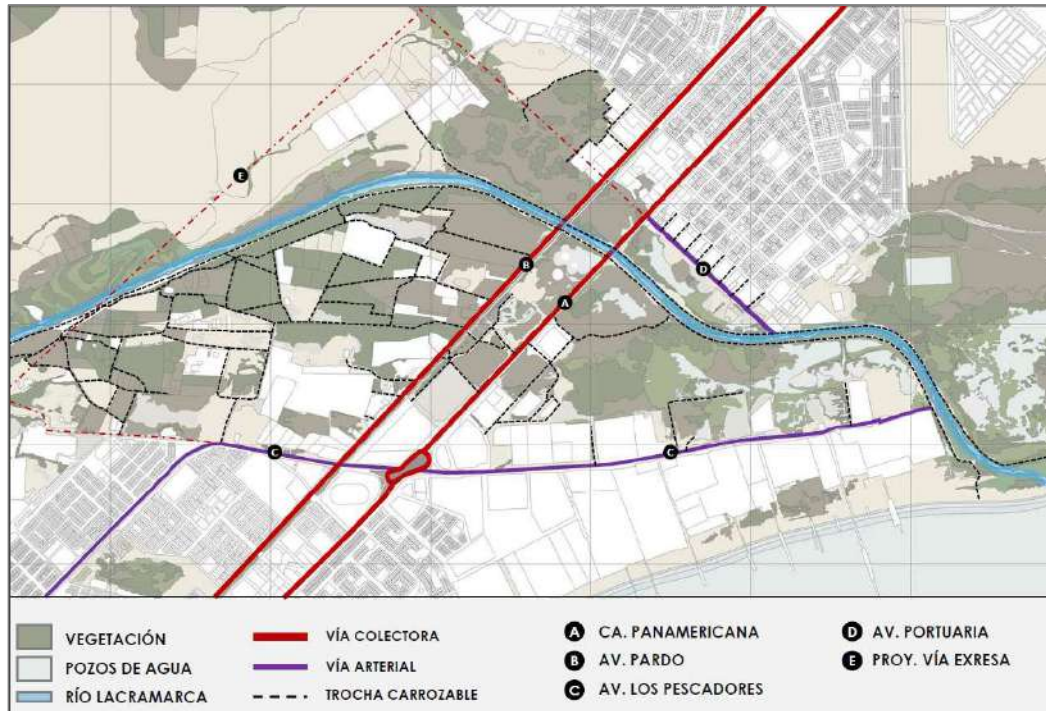 E
B
D
A
C
C
VEGETACIÓN
POZOS DE AGUA
RÍO LACRAMARCA
VÍA COLECTORA
VÍA ARTERIAL
TROCHA CARROZABLE
A CA. PANAMERICANA
B AV. PARDO
C AV. LOS PESCADORES
D AV. PORTUARIA
E PROY. VÍA EXRESA